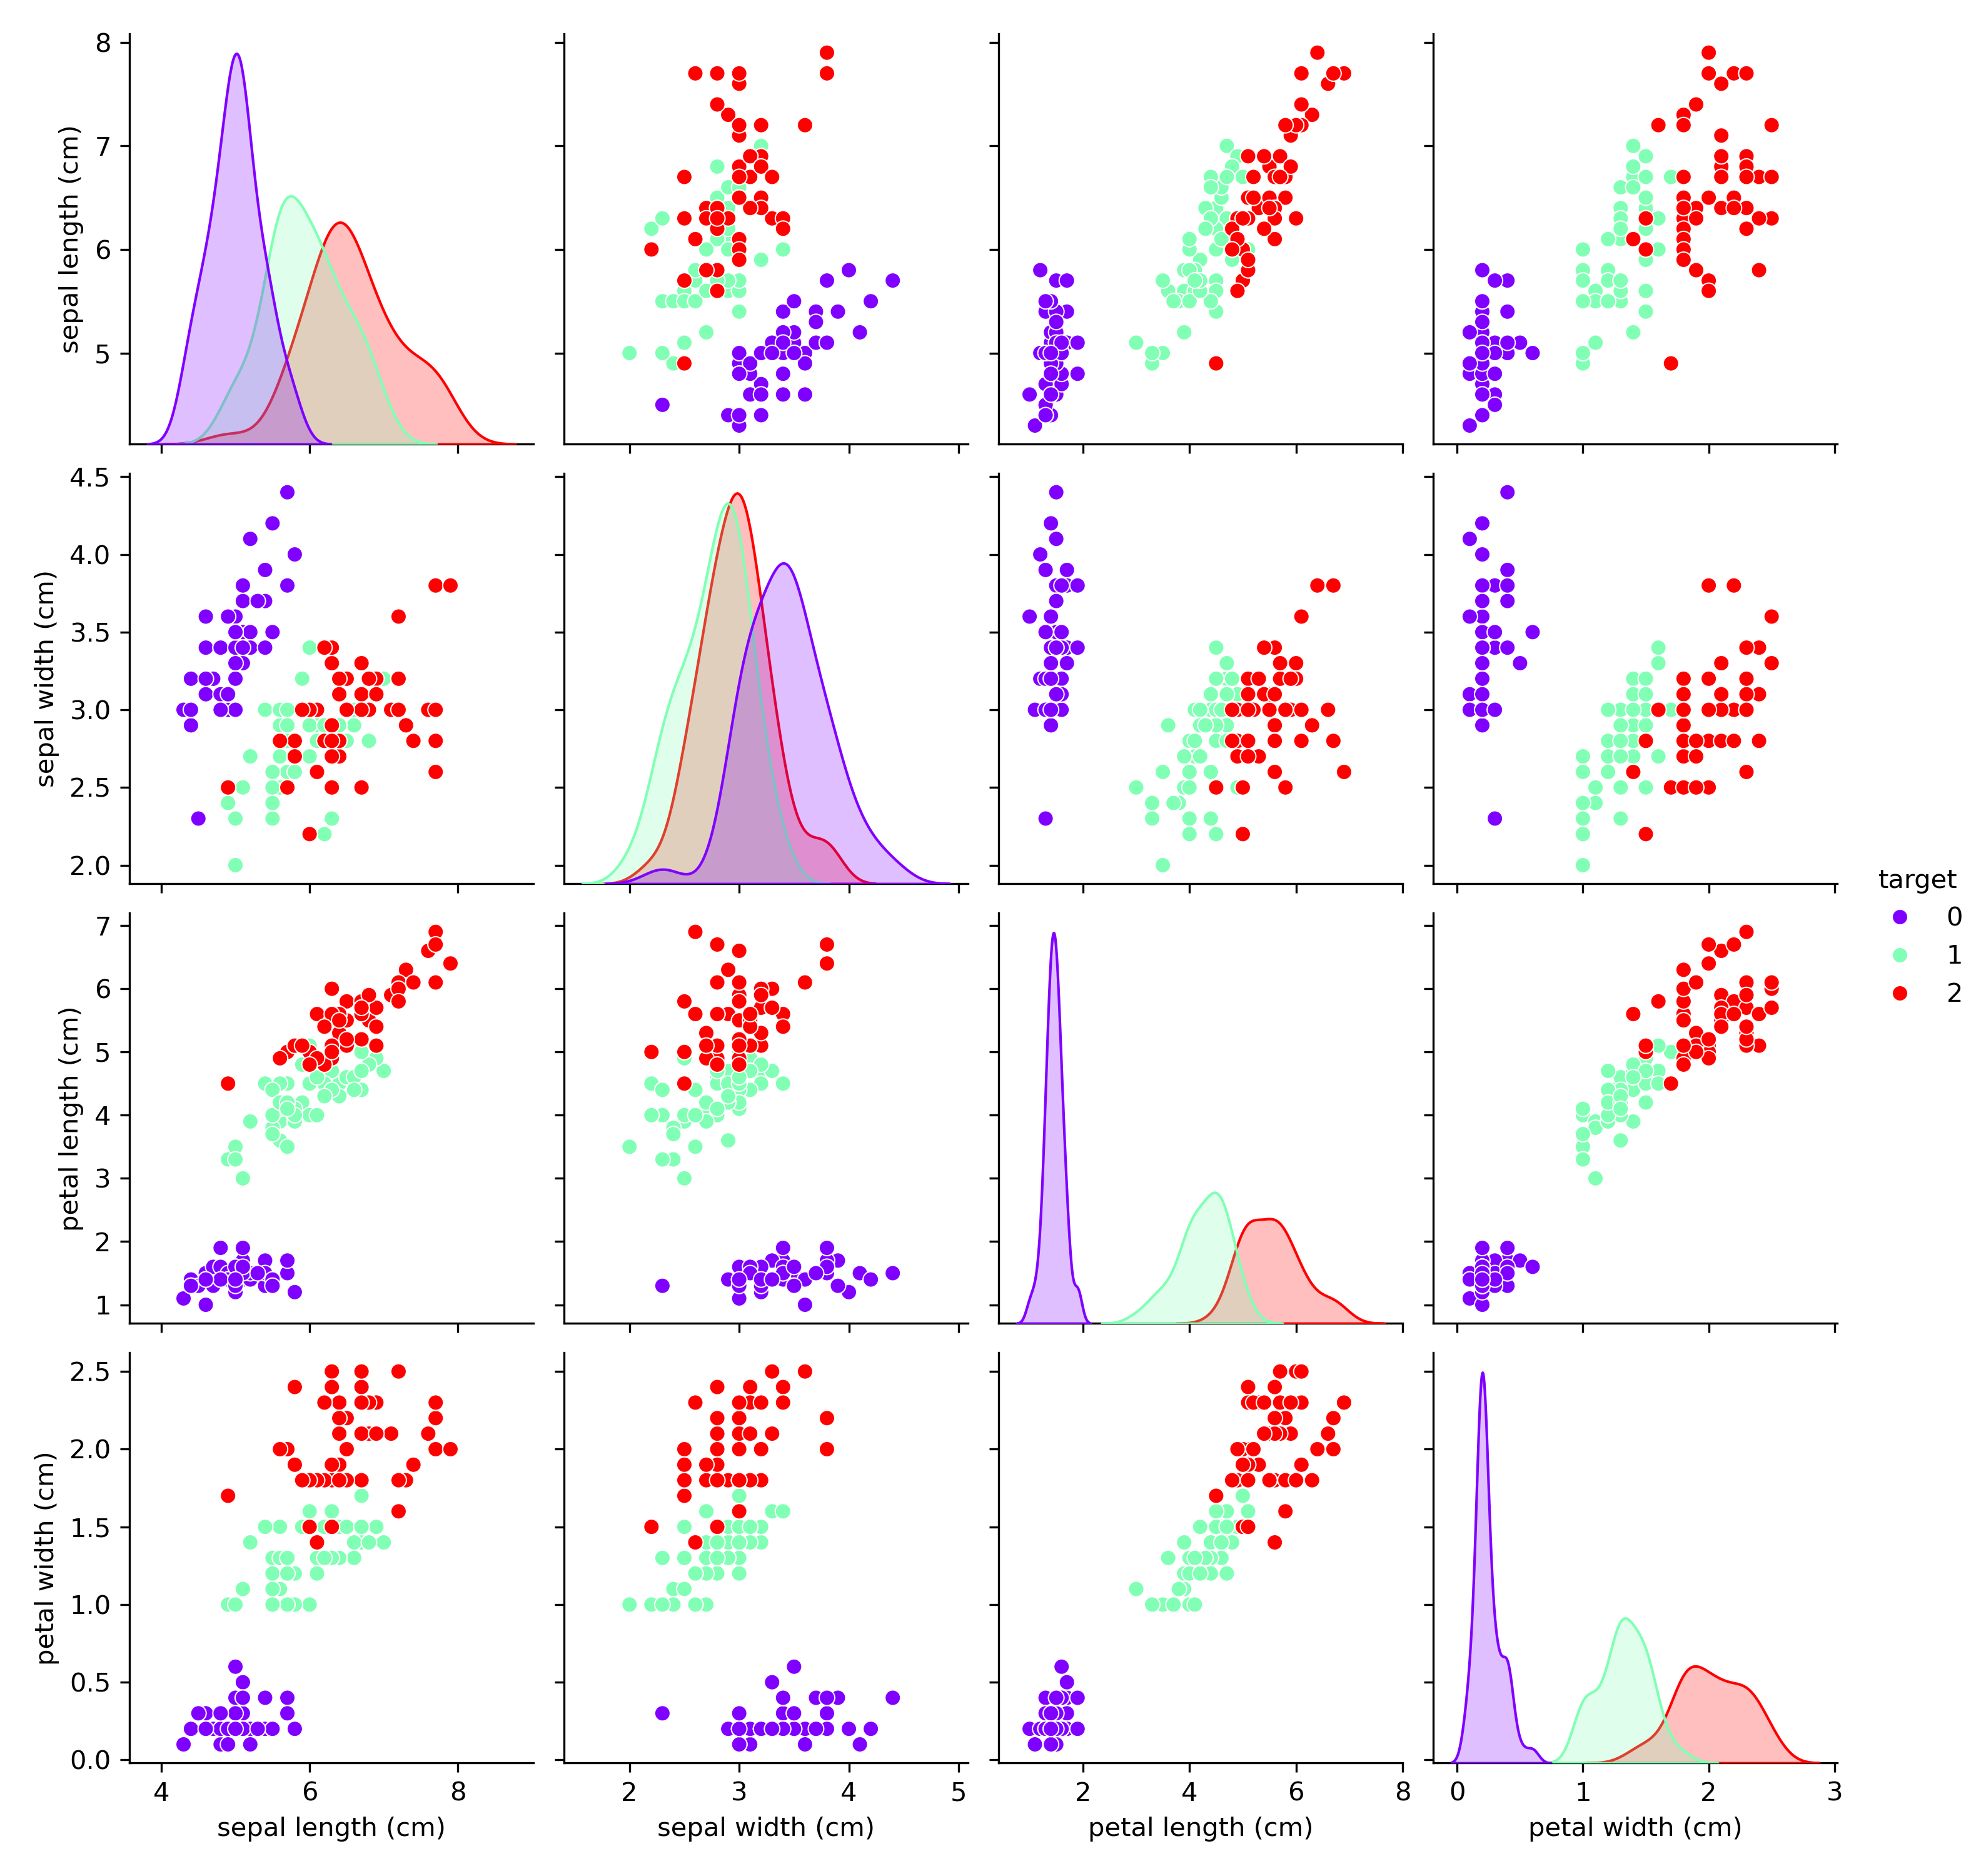 8
7
6
5
sepal length (cm)
4.5
4.0
3.5
3.0
2.5
2.0
sepal width (cm)
target
0
1
2
7
6
5
4
3
2
1
petal length (cm)
2.5
2.0
1.5
1.0
0.5
0.0
petal width (cm)
4 6 8
2 3 4 5
2 4 6 8
0 1 2 3
sepal length (cm)
sepal width (cm)
petal length (cm)
petal width (cm)